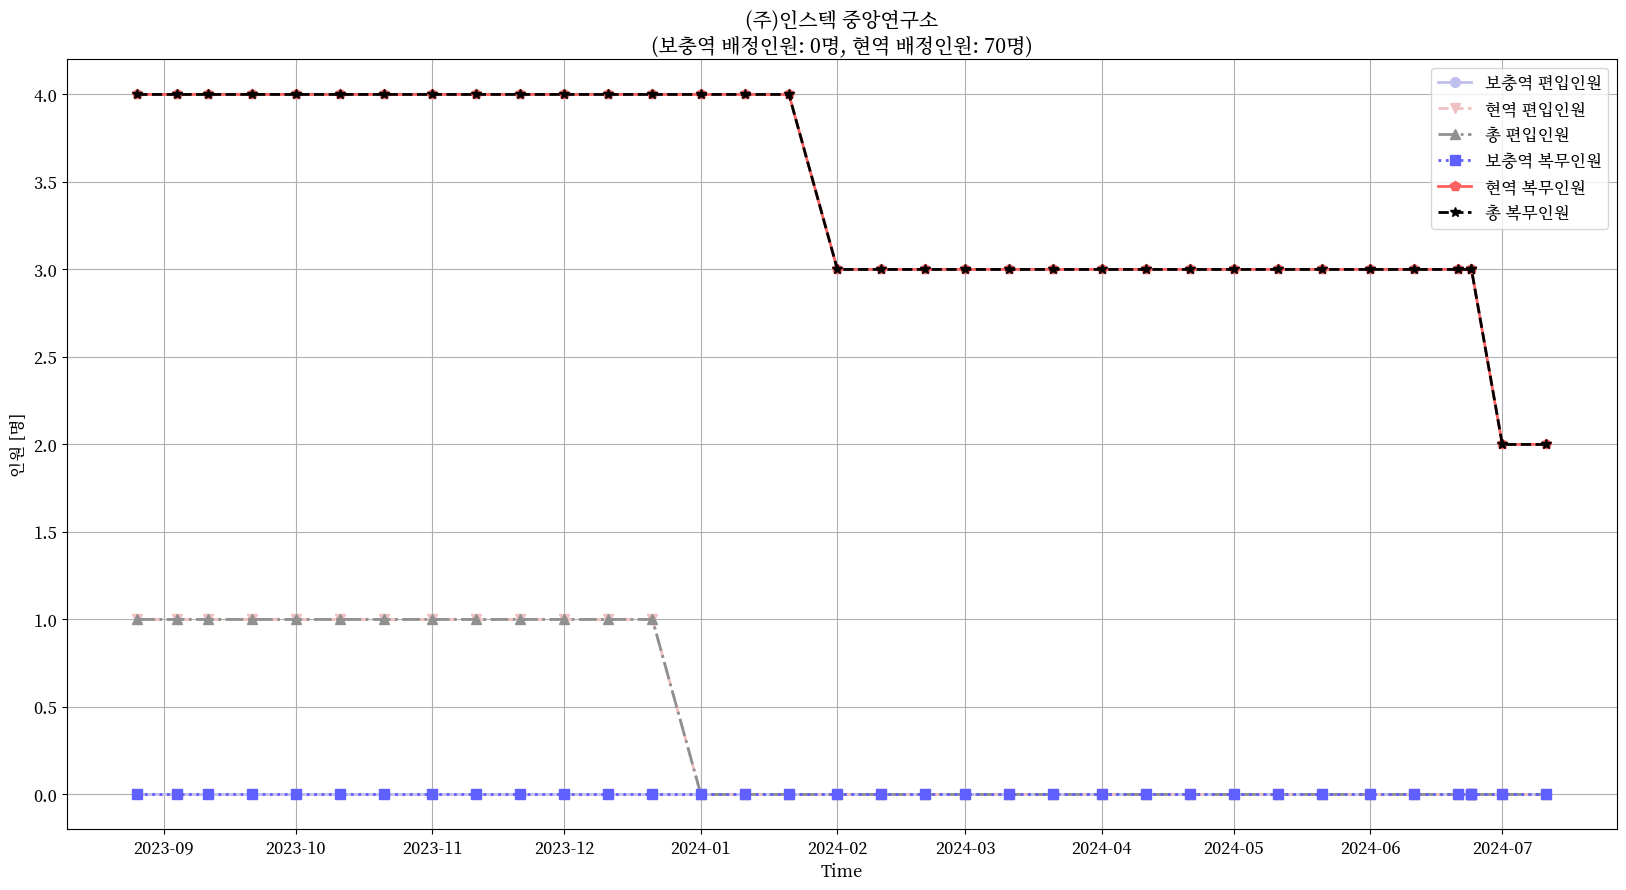 (주)인스텍 중앙연구소
(보충역 배정인원: 0명, 현역 배정인원: 70명)
보충역 편입인원
현역 편입인원
총 편입인원
보충역 복무인원
현역 복무인원
총 복무인원
4.0
3.5
3.0
2.5
2.0
1.5
1.0
0.5
0.0
인원 [명]
2023-09 2023-10 2023-11 2023-12 2024-01 2024-02 2024-03 2024-04 2024-05 2024-06 2024-07
Time